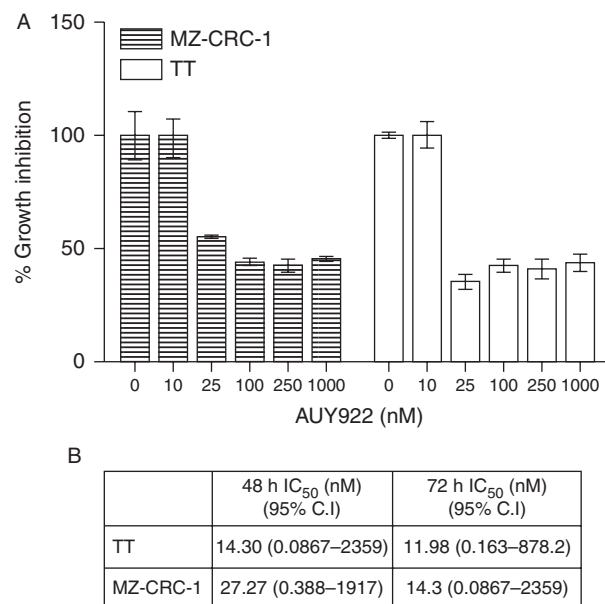 A
150
MZ-CRC-1
TT
100
50
0
% Growth inhibition
0 10 25 100 250 1000 0 10 25 100 250 1000
AUY922 (nM)
B
48 h IC50 (nM) 72 h IC50 (nM)
(95% C.I) (95% C.I)
TT 14.30 (0.0867–2359) 11.98 (0.163–878.2)
MZ-CRC-1 27.27 (0.388–1917) 14.3 (0.0867–2359)